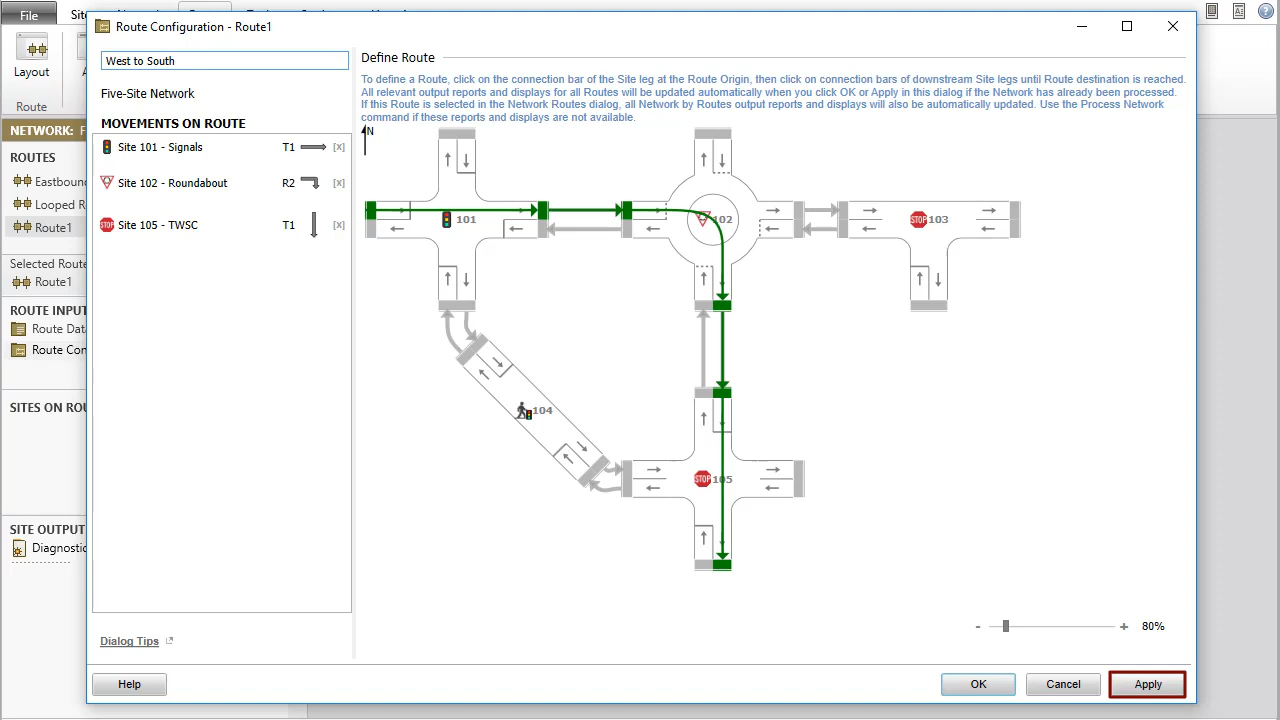 File
Sit
Route Configuration - Route1
Layout
Route
NETWORK: F
ROUTES
Eastboun
Looped R
Route1
Selected Route
Route1
ROUTE INPUT
Route Dat
Route Con
SITES ON ROU
SITE OUTPUT
Diagnostic
West to South
Five-Site Network
MOVEMENTS ON ROUTE
Site 101 - Signals T1 [X]
Site 102 - Roundabout R2 [X]
Site 105 - TWSC T1 [X]
Dialog Tips
Define Route
To define a Route, click on the connection bar of the Site leg at the Route Origin, then click on connection bars of downstream Site legs until Route destination is reached.
All relevant output reports and displays for all Routes will be updated automatically when you click OK or Apply in this dialog if the Network has already been processed.
If this Route is selected in the Network Routes dialog, all Network by Routes output reports and displays will also be automatically updated. Use the Process Network
command if these reports and displays are not available.
N
101
102
STOP 103
104
STOP 105
- + 80%
Help
OK
Cancel
Apply